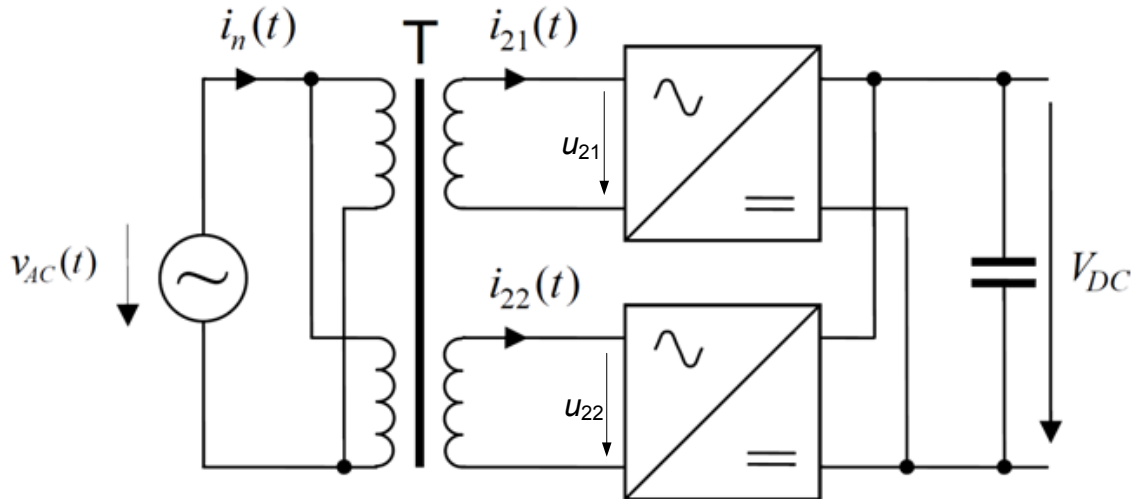 i_n(t)
T
i_21(t)
u_21
v_AC(t)
i_22(t)
u_22
V_DC